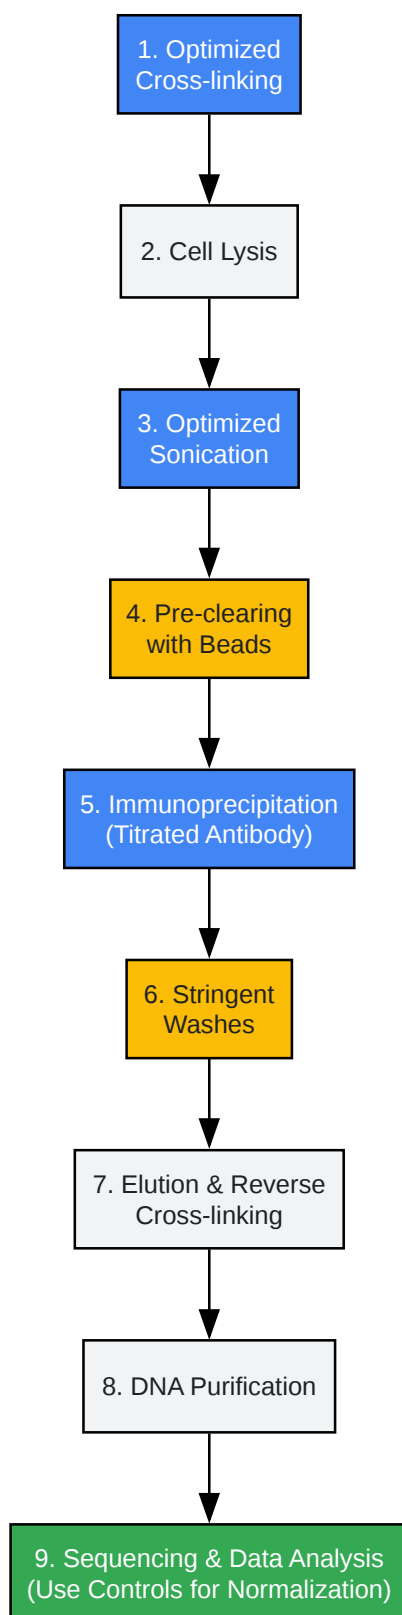 1. Optimized
Cross-linking
2. Cell Lysis
3. Optimized
Sonication
4. Pre-clearing
with Beads
5. Immunoprecipitation
(Titrated Antibody)
6. Stringent
Washes
7. Elution & Reverse
Cross-linking
8. DNA Purification
9. Sequencing & Data Analysis
(Use Controls for Normalization)